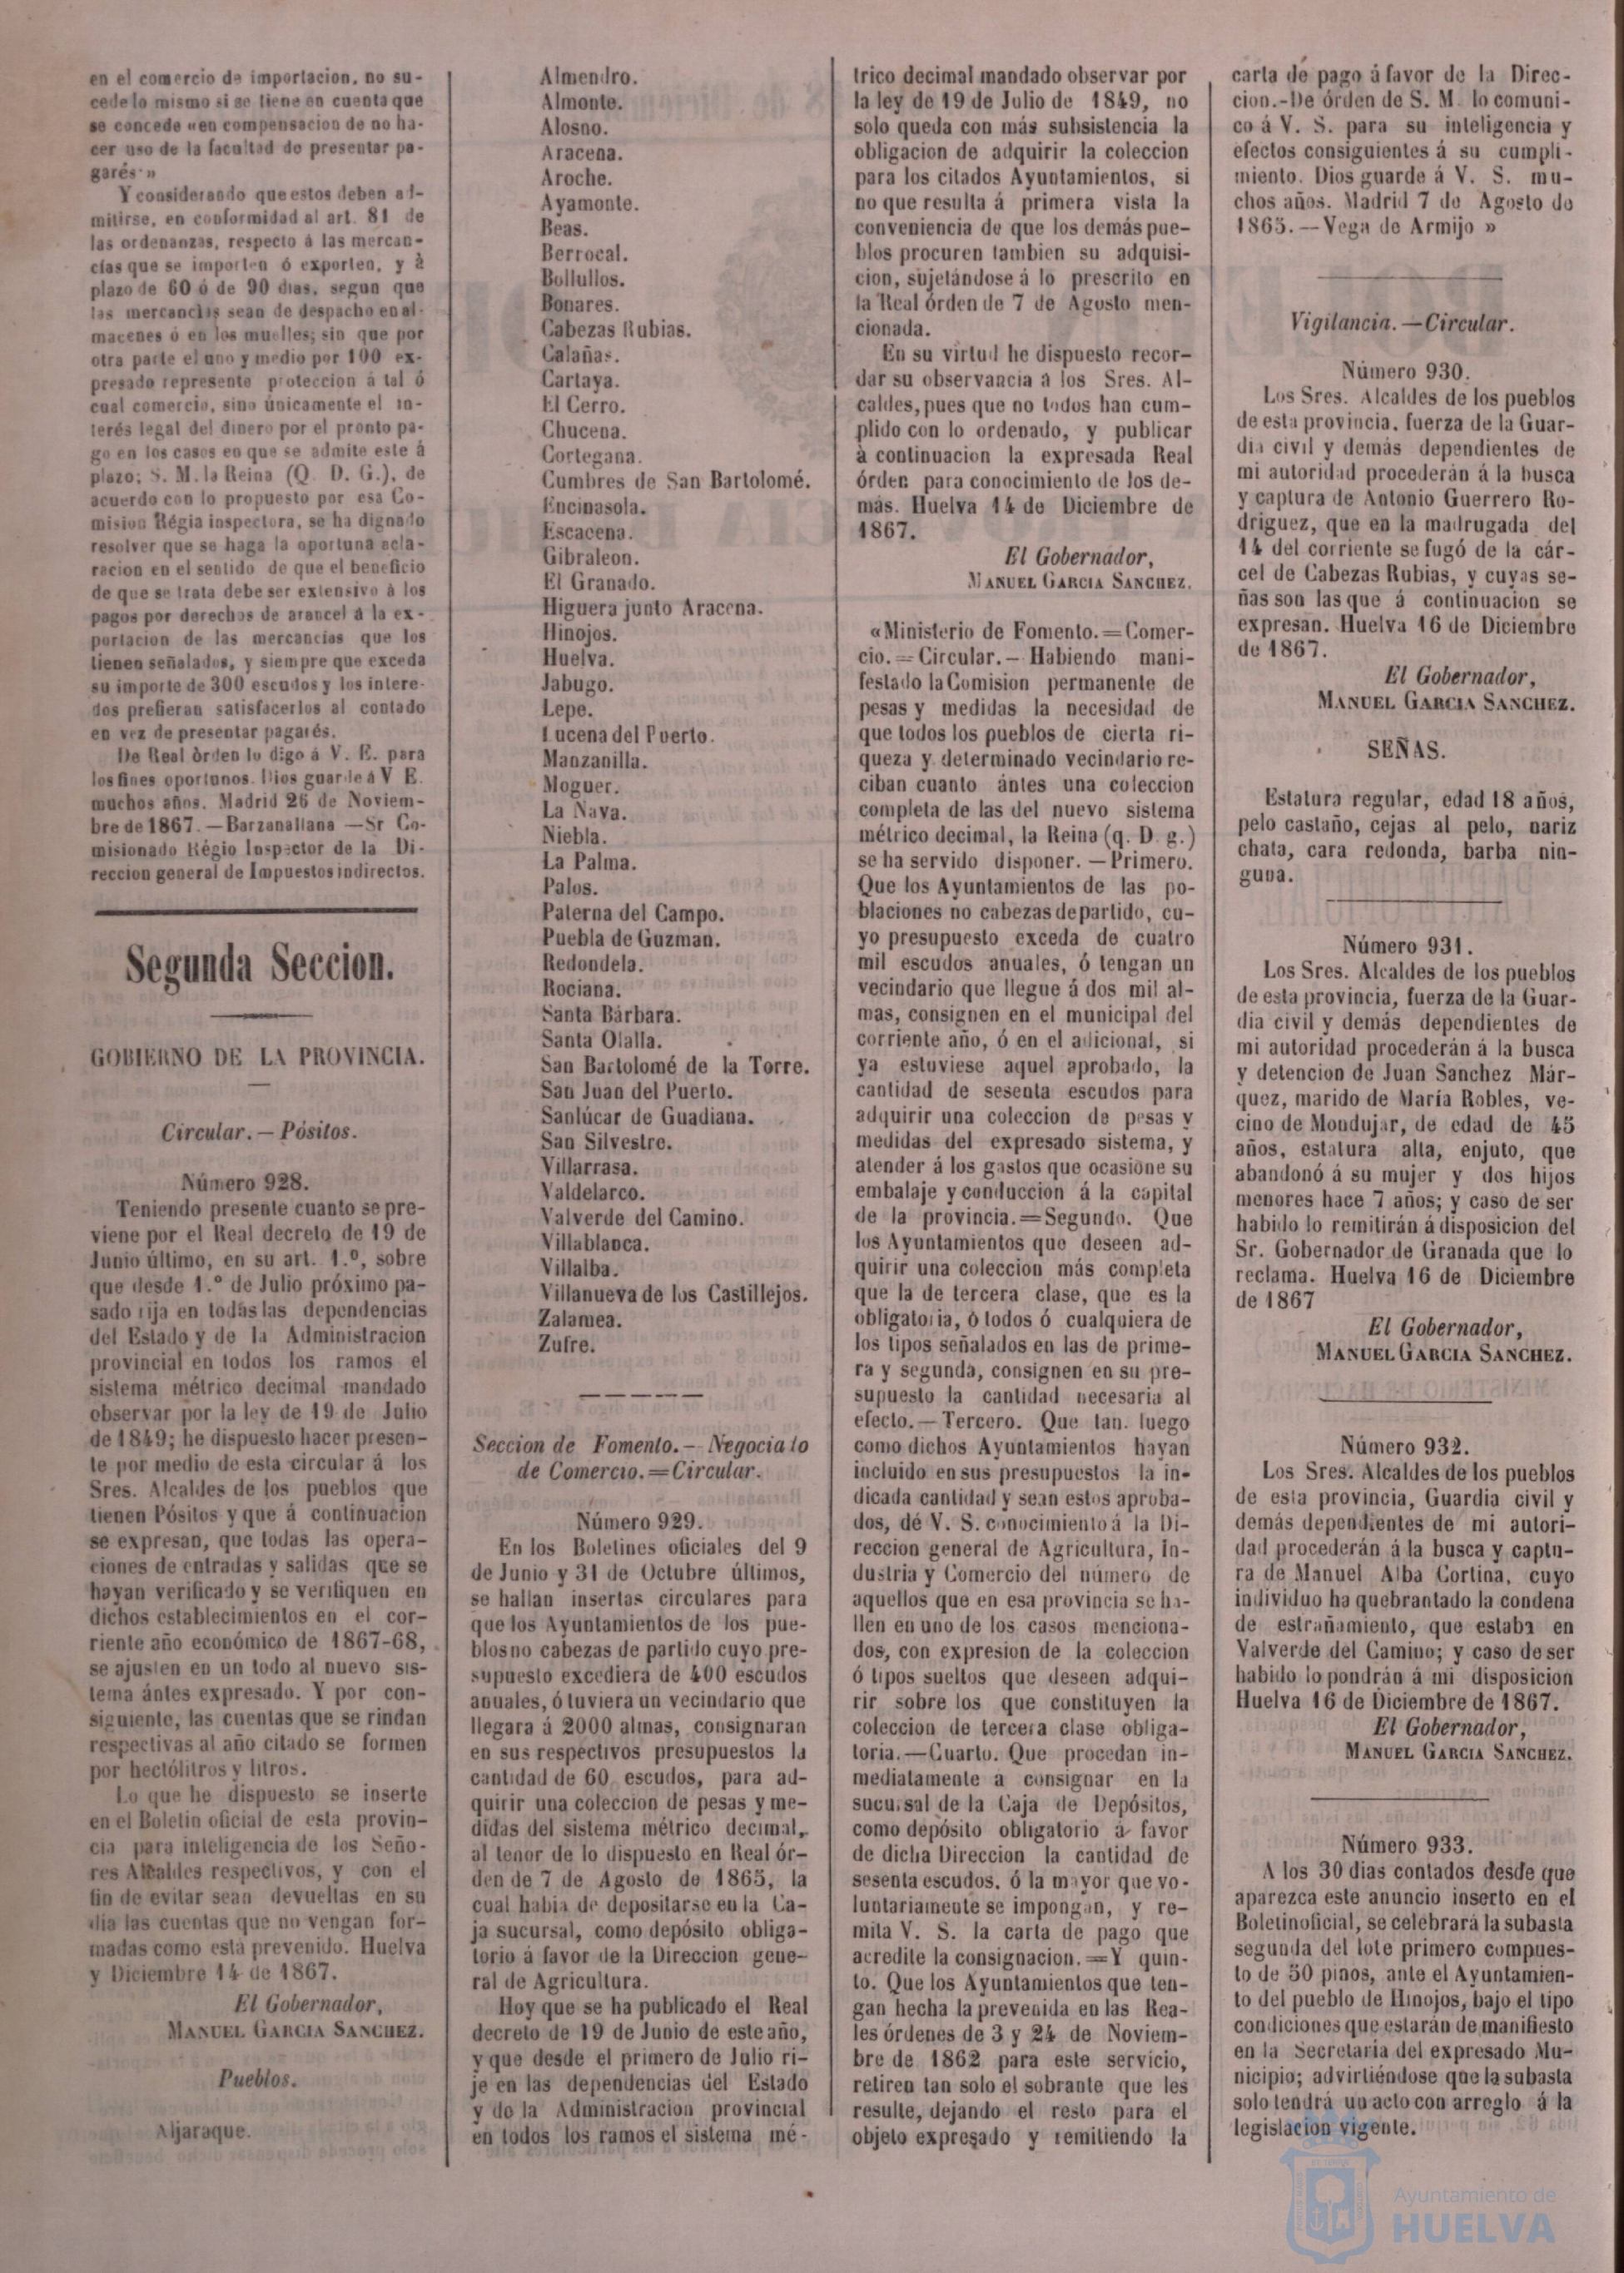 en el comercio de importacion, no su-
cede lo mismo si se tiene en cuenta que
se concede «en compensacion de no ha-
cer uso de la facultad de presentar pa-
garés·»
Y considerando que estos deben ad-
mitirse, en conformidad al art. 81 de
las ordenanzas, respecto á las mercan-
cías que se importen ó exporten, y á
plazo de 60 ó de 90 dias, segun que
las mercancias sean de despacho en al-
macenes ó en los muelles; sin que por
otra parte el uno y medio por 100 ex-
presado represente proteccion á tal ó
cual comercio, sino únicamente el in-
terés legal del dinero por el pronto pa-
go en los casos en que se admite este á
plazo; S. M. la Reina (Q. D. G.), de
acuerdo con lo propuesto por esa Co-
mision Régia inspectora, se ha dignado
resolver que se haga la oportuna acla-
racion en el sentido de que el beneficio
de que se trata debe ser extensivo á los
pagos por derechos de arancel á la ex-
portacion de las mercancías que los
tienen señalados, y siempre que exceda
su importe de 300 escudos y los intere-
dos prefieran satisfacerlos al contado
en vez de presentar pagarés.
De Real órden lo digo á V. E. para
los fines oportunos. Dios guarde á V E.
muchos años. Madrid 26 de Noviem-
bre de 1867.—Barzanallana—Sr Co-
misionado Régio Inspector de la Di-
reccion general de Impuestos indirectos.
Segunda Seccion.
GOBIERNO DE LA PROVINCIA.
Circular.—Pósitos.
Número 928.
Teniendo presente cuanto se pre-
viene por el Real decreto de 19 de
Junio último, en su art. 1.º, sobre
que desde 1.º de Julio próximo pa-
sado rija en todas las dependencias
del Estado y de la Administracion
provincial en todos los ramos el
sistema métrico decimal mandado
observar por la ley de 19 de Julio
de 1849; he dispuesto hacer presen-
te por medio de esta circular á los
Sres. Alcaldes de los pueblos que
tienen Pósitos y que á continuacion
se expresan, que todas las opera-
ciones de entradas y salidas que se
hayan verificado y se verifiquen en
dichos establecimientos en el cor-
riente año económico de 1867-68,
se ajusten en un todo al nuevo sis-
tema ántes expresado. Y por con-
siguiente, las cuentas que se rindan
respectivas al año citado se formen
por hectólitros y litros.
Lo que he dispuesto se inserte
en el Boletin oficial de esta provin-
cia para inteligencia de los Seño-
res Alcaldes respectivos, y con el
fin de evitar sean devueltas en su
dia las cuentas que no vengan for-
madas como está prevenido. Huelva
y Diciembre 14 de 1867.
El Gobernador,
MANUEL GARCIA SANCHEZ.
Pueblos.
Aljaraque.
Almendro.
Almonte.
Alosno.
Aracena.
Aroche.
Ayamonte.
Beas.
Berrocal.
Bollullos.
Bonares.
Cabezas Rubias.
Calañas.
Cartaya.
El Cerro.
Chucena.
Cortegana.
Cumbres de San Bartolomé.
Encinasola.
Escacena.
Gibraleon.
El Granado.
Higuera junto Aracena.
Hinojos.
Huelva.
Jabugo.
Lepe.
Lucena del Puerto.
Manzanilla.
Moguer.
La Nava.
Niebla.
La Palma.
Palos.
Paterna del Campo.
Puebla de Guzman.
Redondela.
Rociana.
Santa Bárbara.
Santa Olalla.
San Bartolomé de la Torre.
San Juan del Puerto.
Sanlúcar de Guadiana.
San Silvestre.
Villarrasa.
Valdelarco.
Valverde del Camino.
Villablanca.
Villalba.
Villanueva de los Castillejos.
Zalamea.
Zufre.
Seccion de Fomento.—Negociato
de Comercio.=Circular.
Número 929.
En los Boletines oficiales del 9
de Junio y 31 de Octubre últimos,
se hallan insertas circulares para
que los Ayuntamientos de los pue-
blos no cabezas de partido cuyo pre-
supuesto excediera de 400 escudos
anuales, ó tuviera un vecindario que
llegara á 2000 almas, consignaran
en sus respectivos presupuestos la
cantidad de 60 escudos, para ad-
quirir una coleccion de pesas y me-
didas del sistema métrico decimal,
al tenor de lo dispuesto en Real ór-
den de 7 de Agosto de 1865, la
cual habia de depositarse en la Ca-
ja sucursal, como depósito obliga-
torio á favor de la Direccion gene-
ral de Agricultura.
Hoy que se ha publicado el Real
decreto de 19 de Junio de este año,
y que desde el primero de Julio ri-
je en las dependencias del Estado
y de la Administracion provincial
en todos los ramos el sistema mé-
trico decimal mandado observar por
la ley de 19 de Julio de 1849, no
solo queda con más subsistencia la
obligacion de adquirir la coleccion
para los citados Ayuntamientos, si
no que resulta á primera vista la
conveniencia de que los demás pue-
blos procuren tambien su adquisi-
cion, sujetándose á lo prescrito en
la Real órden de 7 de Agosto men-
cionada.
En su virtud he dispuesto recor-
dar su observancia á los Sres. Al-
caldes, pues que no todos han cum-
plido con lo ordenado, y publicar
á continuacion la expresada Real
órden para conocimiento de los de-
más. Huelva 14 de Diciembre de
1867.
El Gobernador,
MANUEL GARCIA SANCHEZ.
«Ministerio de Fomento.=Comer-
cio.=Circular.—Habiendo mani-
festado la Comision permanente de
pesas y medidas la necesidad de
que todos los pueblos de cierta ri-
queza y determinado vecindario re-
ciban cuanto ántes una coleccion
completa de las del nuevo sistema
métrico decimal, la Reina (q. D. g.)
se ha servido disponer.—Primero.
Que los Ayuntamientos de las po-
blaciones no cabezas de partido, cu-
yo presupuesto exceda de cuatro
mil escudos anuales, ó tengan un
vecindario que llegue á dos mil al-
mas, consignen en el municipal del
corriente año, ó en el adicional, si
ya estuviese aquel aprobado, la
cantidad de sesenta escudos para
adquirir una coleccion de pesas y
medidas del expresado sistema, y
atender á los gastos que ocasione su
embalaje y conduccion á la capital
de la provincia.=Segundo. Que
los Ayuntamientos que deseen ad-
quirir una coleccion más completa
que la de tercera clase, que es la
obligatoria, ó todos ó cualquiera de
los tipos señalados en las de prime-
ra y segunda, consignen en su pre-
supuesto la cantidad necesaria al
efecto.—Tercero. Que tan luego
como dichos Ayuntamientos hayan
incluido en sus presupuestos la in-
dicada cantidad y sean estos aproba-
dos, dé V. S. conocimiento á la Di-
reccion general de Agricultura, In-
dustria y Comercio del número de
aquellos que en esa provincia se ha-
llen en uno de los casos menciona-
dos, con expresion de la coleccion
ó tipos sueltos que deseen adqui-
rir sobre los que constituyen la
coleccion de tercera clase obliga-
toria.—Cuarto. Que procedan in-
mediatamente á consignar en la
sucursal de la Caja de Depósitos,
como depósito obligatorio á favor
de dicha Direccion la cantidad de
sesenta escudos, ó la mayor que vo-
luntariamente se impongan, y re-
mita V. S. la carta de pago que
acredite la consignacion.=Y quin-
to. Que los Ayuntamientos que ten-
gan hecha la prevenida en las Rea-
les órdenes de 3 y 24 de Noviem-
bre de 1862 para este servicio,
retiren tan solo el sobrante que les
resulte, dejando el resto para el
objeto expresado y remitiendo la
carta de pago á favor de la Direc-
cion.-De órden de S. M. lo comuni-
co á V. S. para su inteligencia y
efectos consiguientes á su cumpli-
miento. Dios guarde á V. S. mu-
chos años. Madrid 7 de Agosto de
1865.—Vega de Armijo »
Vigilancia.—Circular.
Número 930.
Los Sres. Alcaldes de los pueblos
de esta provincia, fuerza de la Guar-
dia civil y demás dependientes de
mi autoridad procederán á la busca
y captura de Antonio Guerrero Ro-
driguez, que en la madrugada del
14 del corriente se fugó de la cár-
cel de Cabezas Rubias, y cuyas se-
ñas son las que á continuacion se
expresan. Huelva 16 de Diciembre
de 1867.
El Gobernador,
MANUEL GARCIA SANCHEZ.
SEÑAS.
Estatura regular, edad 18 años,
pelo castaño, cejas al pelo, nariz
chata, cara redonda, barba nin-
guna.
Número 931.
Los Sres. Alcaldes de los pueblos
de esta provincia, fuerza de la Guar-
dia civil y demás dependientes de
mi autoridad procederán á la busca
y detencion de Juan Sanchez Már-
quez, marido de María Robles, ve-
cino de Mondujar, de edad de 45
años, estatura alta, enjuto, que
abandonó á su mujer y dos hijos
menores hace 7 años; y caso de ser
habido lo remitirán á disposicion del
Sr. Gobernador de Granada que lo
reclama. Huelva 16 de Diciembre
de 1867
El Gobernador,
MANUEL GARCIA SANCHEZ.
Número 932.
Los Sres. Alcaldes de los pueblos
de esta provincia, Guardia civil y
demás dependientes de mi autori-
dad procederán á la busca y captu-
ra de Manuel Alba Cortina, cuyo
individuo ha quebrantado la condena
de estrañamiento, que estaba en
Valverde del Camino; y caso de ser
habido lo pondrán á mi disposicion
Huelva 16 de Diciembre de 1867.
El Gobernador,
MANUEL GARCIA SANCHEZ.
Número 933.
A los 30 dias contados desde que
aparezca este anuncio inserto en el
Boletin oficial, se celebrará la subasta
segunda del lote primero compues-
to de 50 pinos, ante el Ayuntamien-
to del pueblo de Hinojos, bajo el tipo
condiciones que estarán de manifiesto
en la Secretaría del expresado Mu-
nicipio; advirtiéndose que la subasta
solo tendrá un acto con arreglo á la
legislacion vigente.
Ayuntamiento de
HUELVA